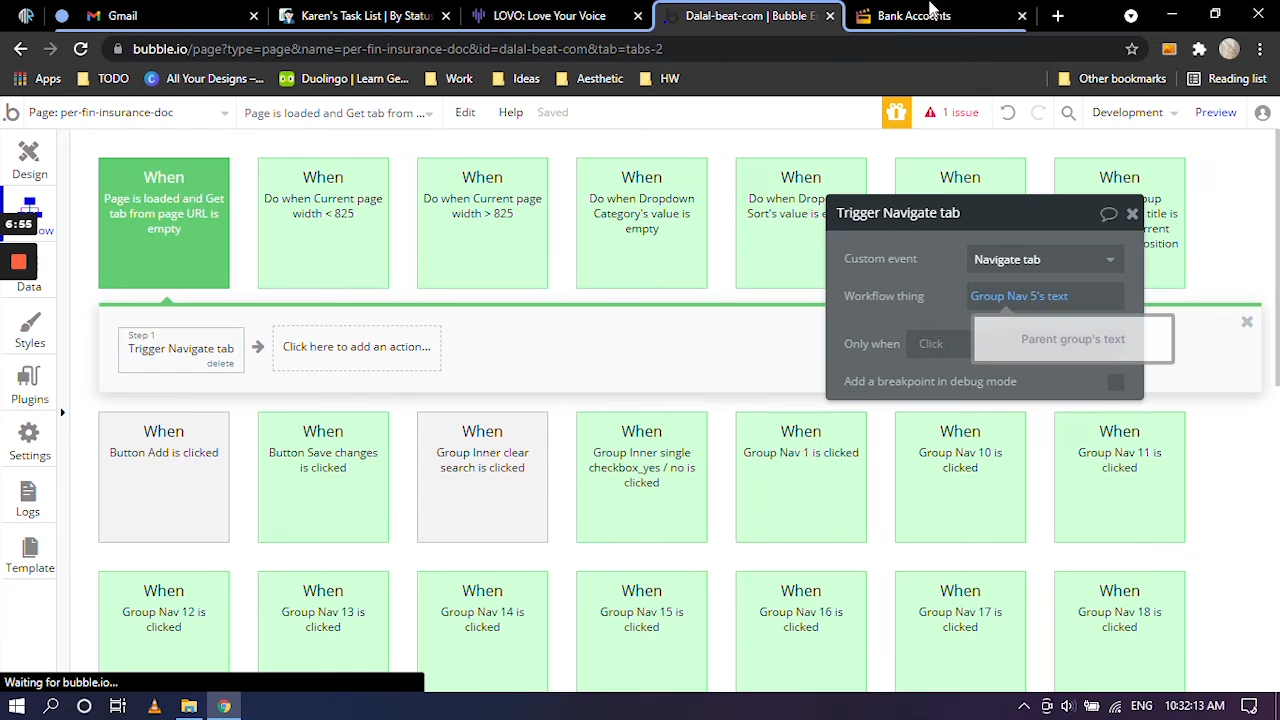 Gmail
Karen's Task List | By Status
LOVO: Love Your Voice
Dalal-beat-com | Bubble E
Bank Accounts
bubble.io/page?type=page&name=per-fin-insurance-doc&id=dalal-beat-com&tab=tabs-2
Apps
TODO
All Your Designs –...
Duolingo | Learn Ge...
Work
Ideas
Aesthetic
HW
Other bookmarks
Reading list
Page: per-fin-insurance-doc
Page is loaded and Get tab from ...
Edit
Help
Saved
1 issue
Development
Preview
Design
6:55
Data
Styles
Plugins
Settings
Logs
Template
When
Page is loaded and Get
tab from page URL is
empty
When
Do when Current page
width < 825
When
Do when Current page
width > 825
When
Do when Dropdown
Category's value is
empty
When
Do when Drop
Sort's value is e
When
When
title is
rrent
position
Trigger Navigate tab
Custom event
Navigate tab
Workflow thing
Group Nav 5's text
Parent group's text
Only when
Click
Add a breakpoint in debug mode
Step 1
Trigger Navigate tab
delete
Click here to add an action...
When
Button Add is clicked
When
Button Save changes
is clicked
When
Group Inner clear
search is clicked
When
Group Inner single
checkbox_yes / no is
clicked
When
Group Nav 1 is clicked
When
Group Nav 10 is
clicked
When
Group Nav 11 is
clicked
When
Group Nav 12 is
clicked
When
Group Nav 13 is
clicked
When
Group Nav 14 is
clicked
When
Group Nav 15 is
clicked
When
Group Nav 16 is
clicked
When
Group Nav 17 is
clicked
When
Group Nav 18 is
clicked
Waiting for bubble.io...
ENG
10:32:13 AM